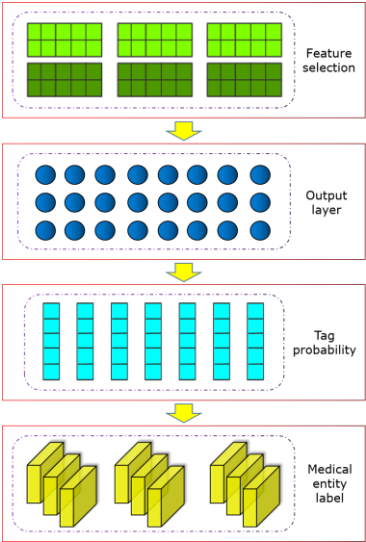 Feature
selection
Output
layer
Tag
probability
Medical
entity
label